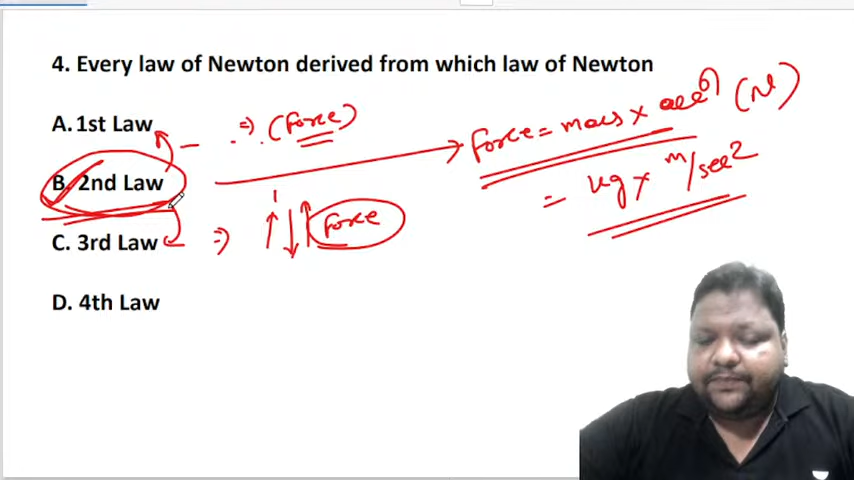 4. Every law of Newton derived from which law of Newton
A. 1st Law - ⇒ (Force)
Force = mass × accⁿ (N)
B. 2nd Law
= kg × m/sec2
C. 3rd Law ⇒ ↑↓↑ Force
D. 4th Law